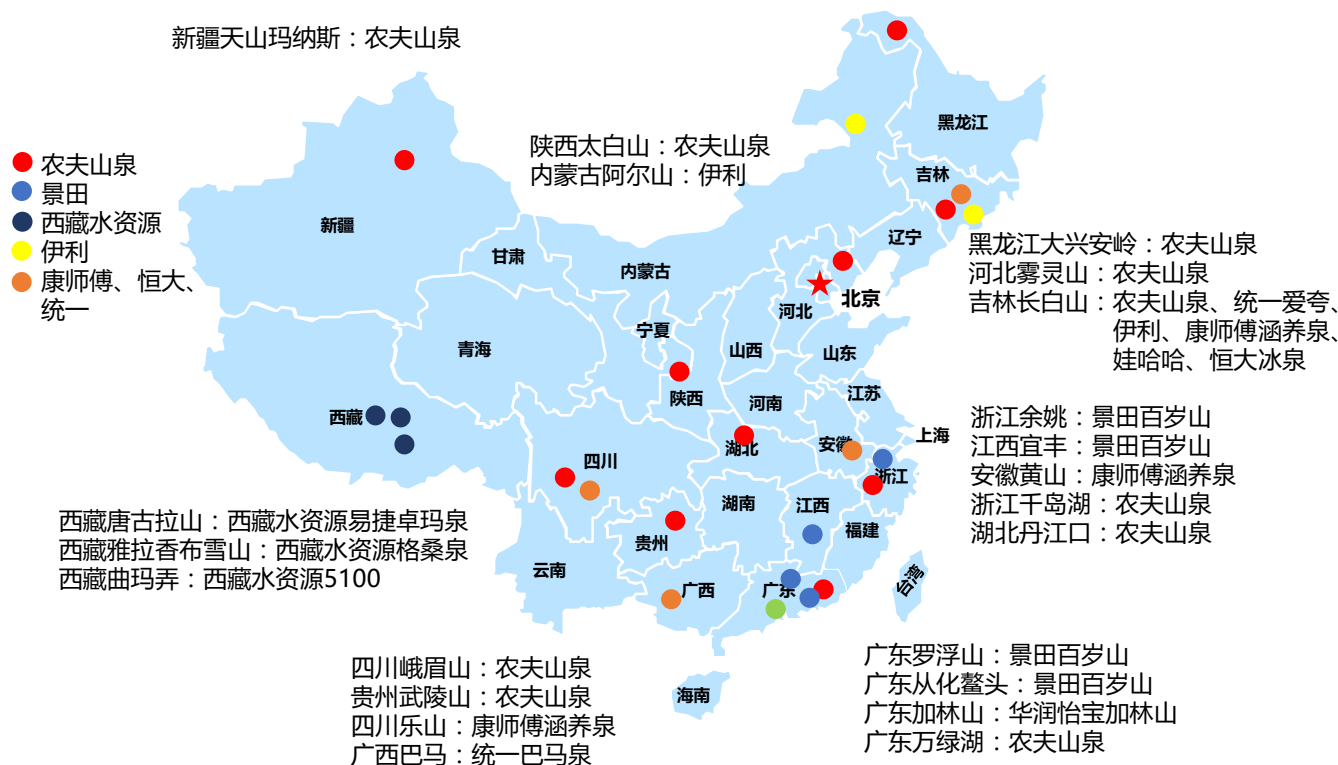 新疆天山玛纳斯：农夫山泉
农夫山泉
景田
西藏水资源
伊利
康师傅、恒大、
统一
陕西太白山：农夫山泉
内蒙古阿尔山：伊利
黑龙江
吉林
辽宁
新疆
甘肃
内蒙古
北京
河北
宁夏
山西
山东
青海
陕西
河南
江苏
西藏
上海
安徽
湖北
浙江
四川
湖南
江西
福建
贵州
云南
广西
广东
台湾
海南
黑龙江大兴安岭：农夫山泉
河北雾灵山：农夫山泉
吉林长白山：农夫山泉、统一爱夸、
伊利、康师傅涵养泉、
娃哈哈、恒大冰泉
浙江余姚：景田百岁山
江西宜丰：景田百岁山
安徽黄山：康师傅涵养泉
浙江千岛湖：农夫山泉
湖北丹江口：农夫山泉
西藏唐古拉山：西藏水资源易捷卓玛泉
西藏雅拉香布雪山：西藏水资源格桑泉
西藏曲玛弄：西藏水资源5100
四川峨眉山：农夫山泉
贵州武陵山：农夫山泉
四川乐山：康师傅涵养泉
广西巴马：统一巴马泉
广东罗浮山：景田百岁山
广东从化鳌头：景田百岁山
广东加林山：华润怡宝加林山
广东万绿湖：农夫山泉